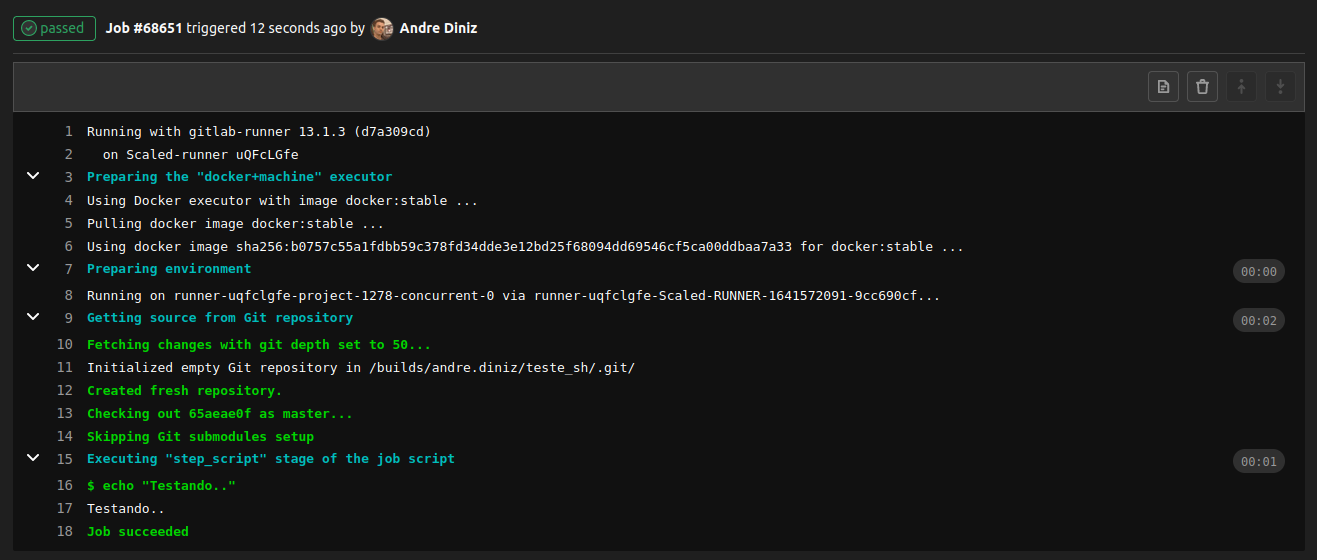 passed Job #68651 triggered 12 seconds ago by Andre Diniz
1 Running with gitlab-runner 13.1.3 (d7a309cd)
2 on Scaled-runner uQFcLGfe
3 Preparing the "docker+machine" executor
4 Using Docker executor with image docker:stable ...
5 Pulling docker image docker:stable ...
6 Using docker image sha256:b0757c55a1fdbb59c378fd34dde3e12bd25f68094dd69546cf5ca00ddbaa7a33 for docker:stable ...
7 Preparing environment 00:00
8 Running on runner-uqfclgfe-project-1278-concurrent-0 via runner-uqfclgfe-Scaled-RUNNER-1641572091-9cc690cf...
9 Getting source from Git repository 00:02
10 Fetching changes with git depth set to 50...
11 Initialized empty Git repository in /builds/andre.diniz/teste_sh/.git/
12 Created fresh repository.
13 Checking out 65aeae0f as master...
14 Skipping Git submodules setup
15 Executing "step_script" stage of the job script 00:01
16 $ echo "Testando.."
17 Testando..
18 Job succeeded